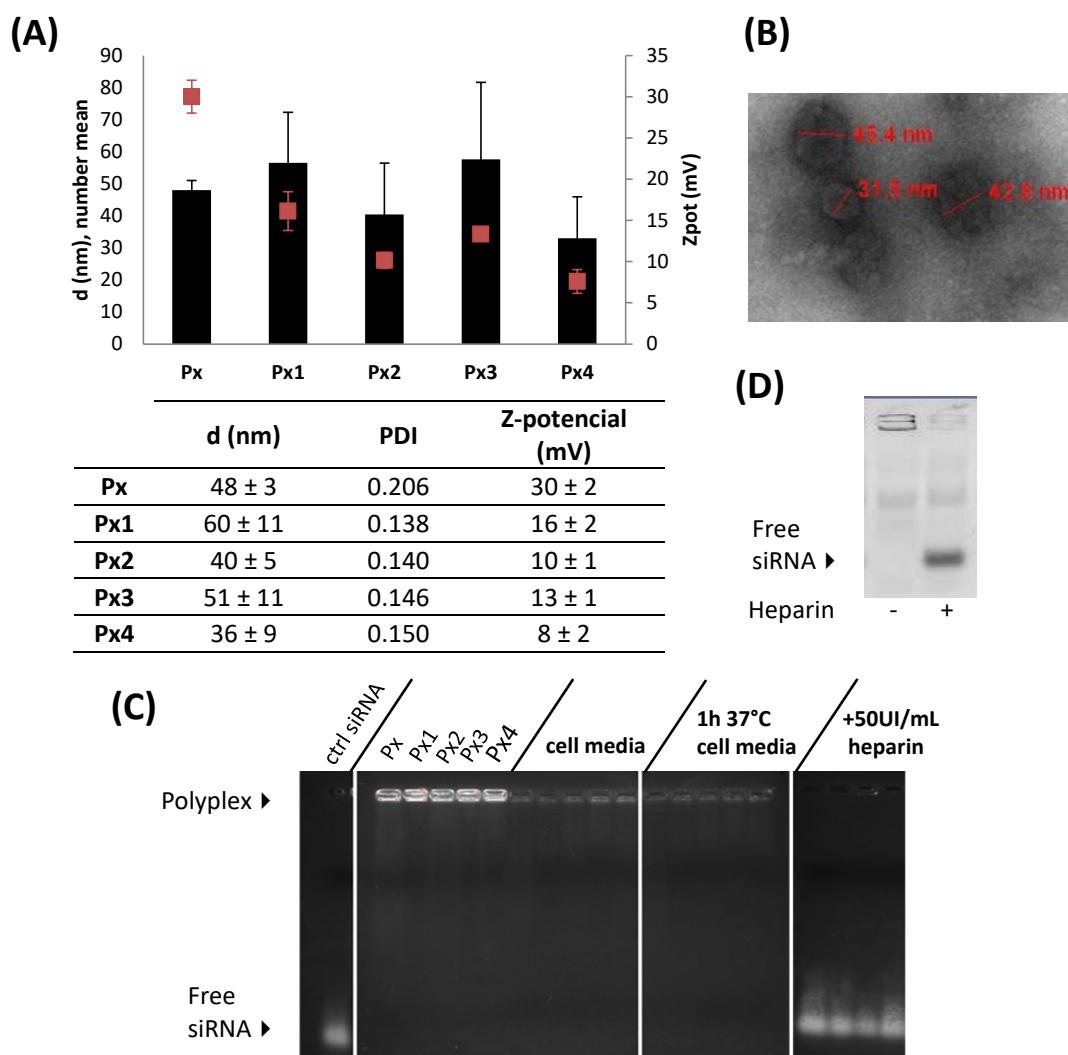 (A)
d (nm), number mean
90
80
70
60
50
40
30
20
10
0
35
30
25
20
15
10
5
0
Zpot (mV)
Px Px1 Px2 Px3 Px4
d (nm) PDI Z-potencial (mV)
Px 48 ± 3 0.206 30 ± 2
Px1 60 ± 11 0.138 16 ± 2
Px2 40 ± 5 0.140 10 ± 1
Px3 51 ± 11 0.146 13 ± 1
Px4 36 ± 9 0.150 8 ± 2
(B)
45.4 nm
31.5 nm
42.8 nm
(D)
Free
siRNA
Heparin - +
(C)
ctrl siRNA
Px Px1 Px2 Px3 Px4
cell media
1h 37°C
cell media
+50UI/mL
heparin
Polyplex
Free
siRNA